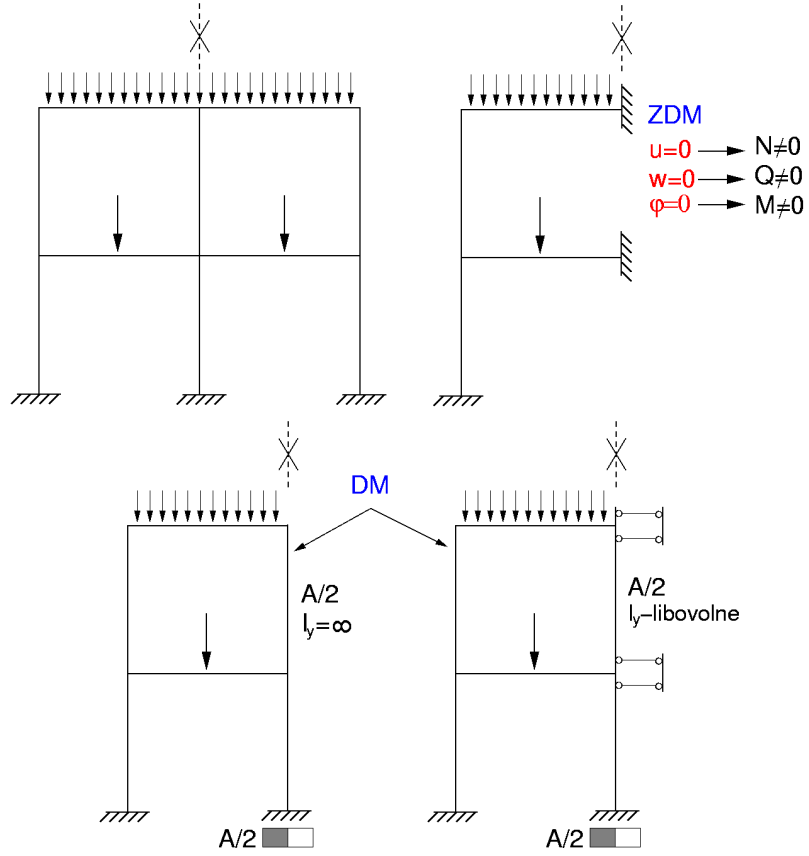 ZDM
u=0 N≠0
w=0 Q≠0
φ=0 M≠0
DM
A/2
I_y=∞
A/2
I_y–libovolne
A/2
A/2